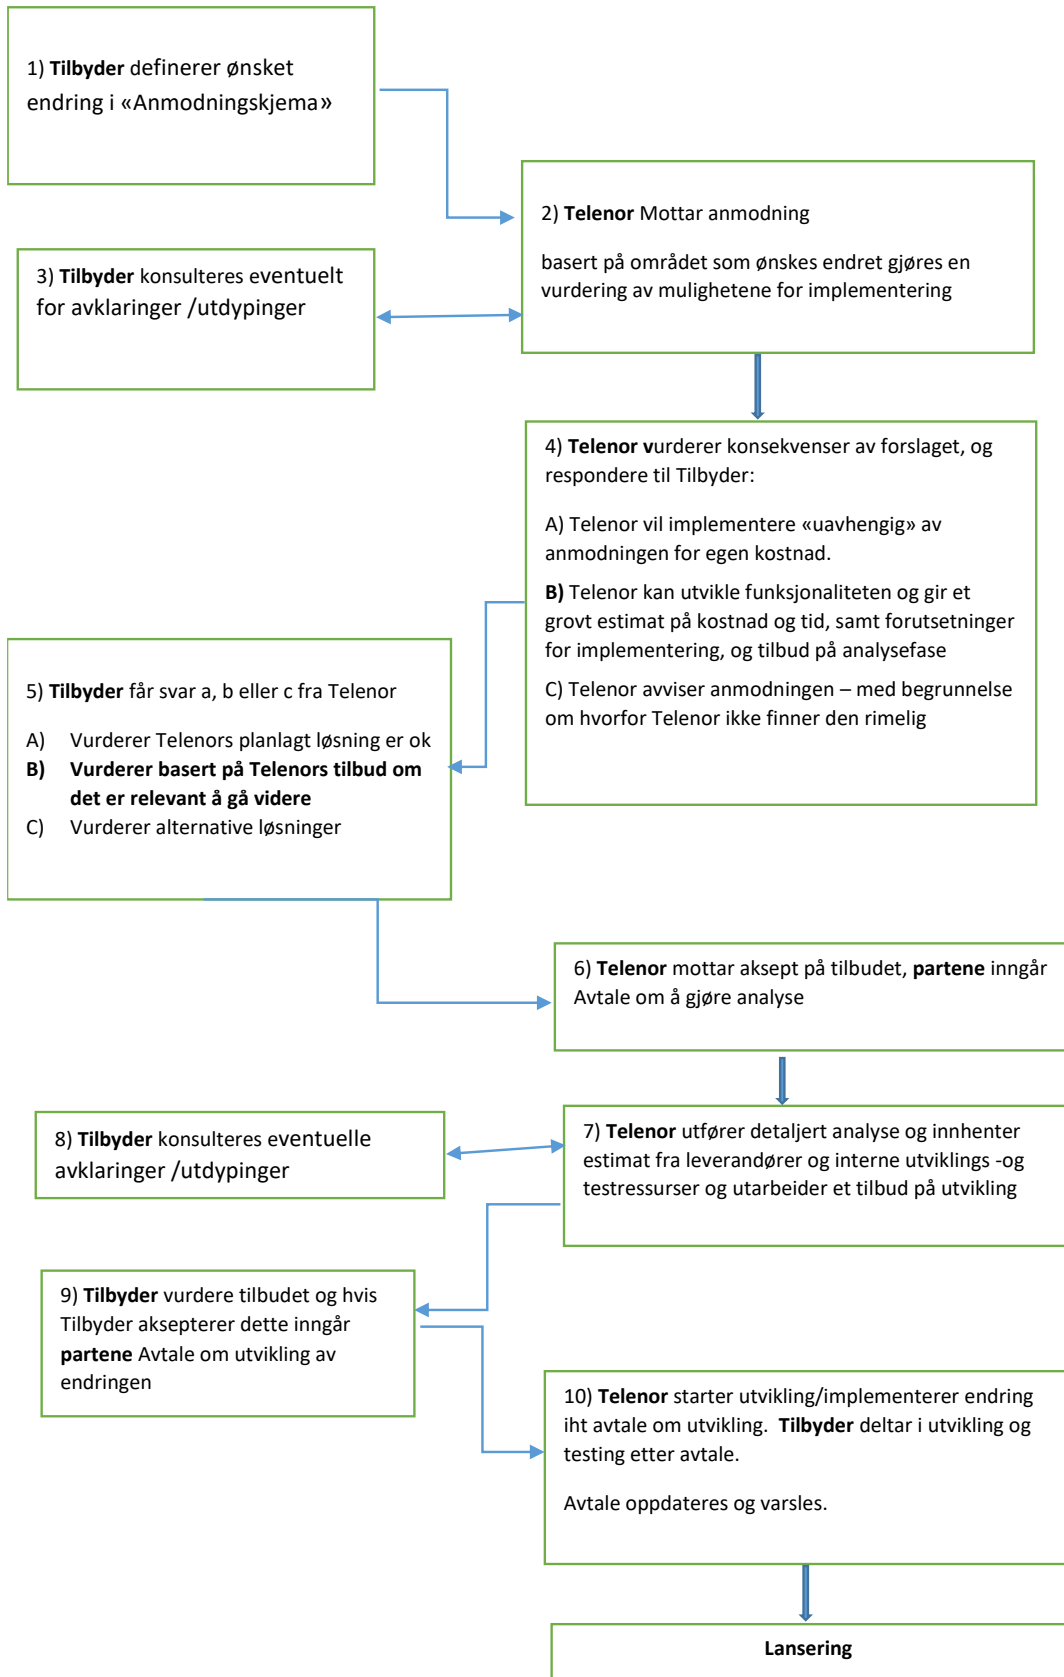 1) Tilbyder definerer ønsket
endring i «Anmodningskjema»
2) Telenor Mottar anmodning
basert på området som ønskes endret gjøres en
vurdering av mulighetene for implementering
3) Tilbyder konsulteres eventuelt
for avklaringer /utdypinger
4) Telenor vurderer konsekvenser av forslaget, og
respondere til Tilbyder:
A) Telenor vil implementere «uavhengig» av
anmodningen for egen kostnad.
B) Telenor kan utvikle funksjonaliteten og gir et
grovt estimat på kostnad og tid, samt forutsetninger
for implementering, og tilbud på analysefase
C) Telenor avviser anmodningen – med begrunnelse
om hvorfor Telenor ikke finner den rimelig
5) Tilbyder får svar a, b eller c fra Telenor
A) Vurderer Telenors planlagt løsning er ok
B) Vurderer basert på Telenors tilbud om
det er relevant å gå videre
C) Vurderer alternative løsninger
6) Telenor mottar aksept på tilbudet, partene inngår
Avtale om å gjøre analyse
7) Telenor utfører detaljert analyse og innhenter
estimat fra leverandører og interne utviklings -og
testressurser og utarbeider et tilbud på utvikling
8) Tilbyder konsulteres eventuelle
avklaringer /utdypinger
9) Tilbyder vurdere tilbudet og hvis
Tilbyder aksepterer dette inngår
partene Avtale om utvikling av
endringen
10) Telenor starter utvikling/implementerer endring
iht avtale om utvikling. Tilbyder deltar i utvikling og
testing etter avtale.
Avtale oppdateres og varsles.
Lansering